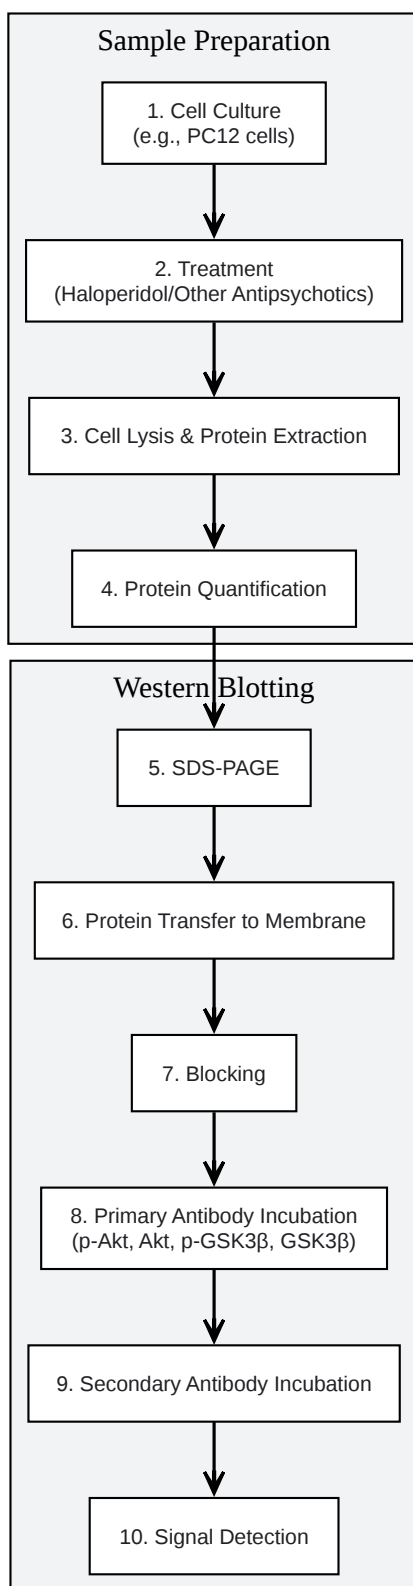 Sample Preparation
1. Cell Culture
(e.g., PC12 cells)
2. Treatment
(Haloperidol/Other Antipsychotics)
3. Cell Lysis & Protein Extraction
4. Protein Quantification
Western Blotting
5. SDS-PAGE
6. Protein Transfer to Membrane
7. Blocking
8. Primary Antibody Incubation
(p-Akt, Akt, p-GSK3β, GSK3β)
9. Secondary Antibody Incubation
10. Signal Detection